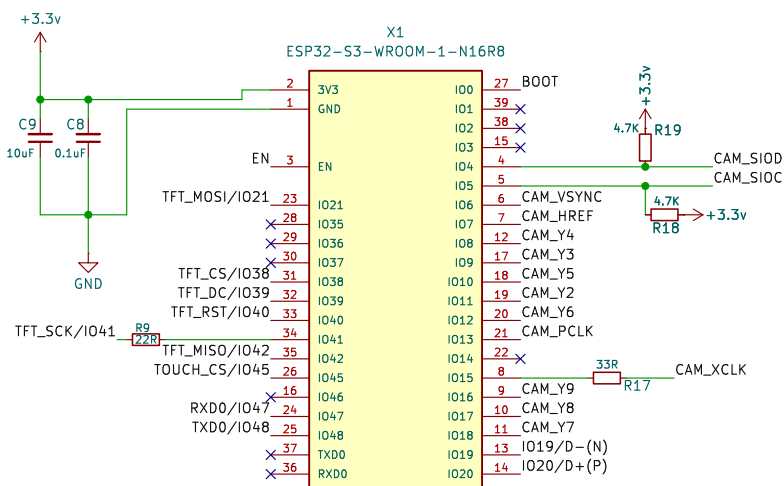 +3.3v
X1
ESP32-S3-WROOM-1-N16R8
2 3V3 IO0 27 BOOT
1 GND IO1 39
C9 C8 IO2 38 4.7K R19 +3.3v
10uF 0.1uF IO3 15
EN 3 EN IO4 4 CAM_SIOD
IO5 5 CAM_SIOC
TFT_MOSI/IO21 23 IO21 IO6 6 CAM_VSYNC 4.7K
28 IO35 IO7 7 CAM_HREF R18 +3.3v
29 IO36 IO8 12 CAM_Y4
30 IO37 IO9 17 CAM_Y3
GND TFT_CS/IO38 31 IO38 IO10 18 CAM_Y5
TFT_DC/IO39 32 IO39 IO11 19 CAM_Y2
TFT_RST/IO40 33 IO40 IO12 20 CAM_Y6
TFT_SCK/IO41 R9 22R 34 IO41 IO13 21 CAM_PCLK
TFT_MISO/IO42 35 IO42 IO14 22
TOUCH_CS/IO45 26 IO45 IO15 8 33R R17 CAM_XCLK
16 IO46 IO16 9 CAM_Y9
RXD0/IO47 24 IO47 IO17 10 CAM_Y8
TXD0/IO48 25 IO48 IO18 11 CAM_Y7
37 TXD0 IO19 13 IO19/D-(N)
36 RXD0 IO20 14 IO20/D+(P)